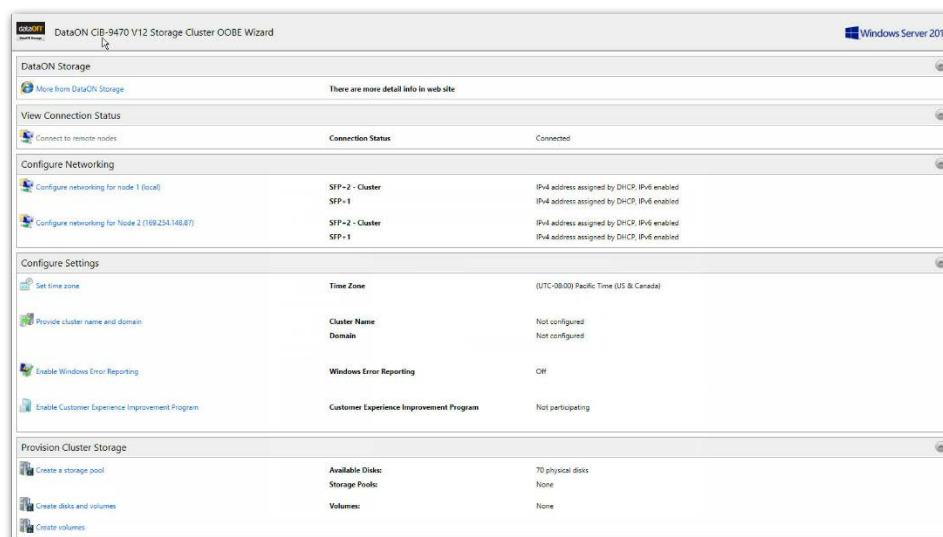 dataON
DataON CiB-9470 V12 Storage Cluster OOBE Wizard
Windows Server 201
DataON Storage
More from DataON Storage There are more detail info in web site
View Connection Status
Connect to remote nodes Connection Status Connected
Configure Networking
Configure networking for node 1 (local) SFP+2 - Cluster IPv4 address assigned by DHCP, IPv6 enabled
SFP+1 IPv4 address assigned by DHCP, IPv6 enabled
Configure networking for Node 2 (169.254.148.87) SFP+2 - Cluster IPv4 address assigned by DHCP, IPv6 enabled
SFP+1 IPv4 address assigned by DHCP, IPv6 enabled
Configure Settings
Set time zone Time Zone (UTC-08:00) Pacific Time (US & Canada)
Provide cluster name and domain Cluster Name Not configured
Domain Not configured
Enable Windows Error Reporting Windows Error Reporting Off
Enable Customer Experience Improvement Program Customer Experience Improvement Program Not participating
Provision Cluster Storage
Create a storage pool Available Disks: 70 physical disks
Storage Pools: None
Create disks and volumes Volumes: None
Create volumes